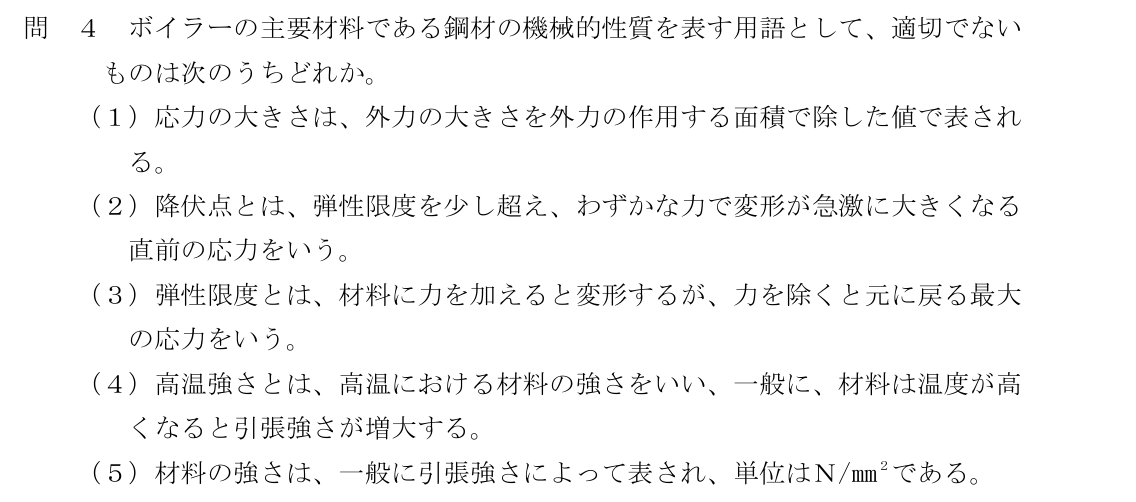 問　４　ボイラーの主要材料である鋼材の機械的性質を表す用語として、適切でない
ものは次のうちどれか。
（１）応力の大きさは、外力の大きさを外力の作用する面積で除した値で表され
る。
（２）降伏点とは、弾性限度を少し超え、わずかな力で変形が急激に大きくなる
直前の応力をいう。
（３）弾性限度とは、材料に力を加えると変形するが、力を除くと元に戻る最大
の応力をいう。
（４）高温強さとは、高温における材料の強さをいい、一般に、材料は温度が高
くなると引張強さが増大する。
（５）材料の強さは、一般に引張強さによって表され、単位はＮ/㎜²である。